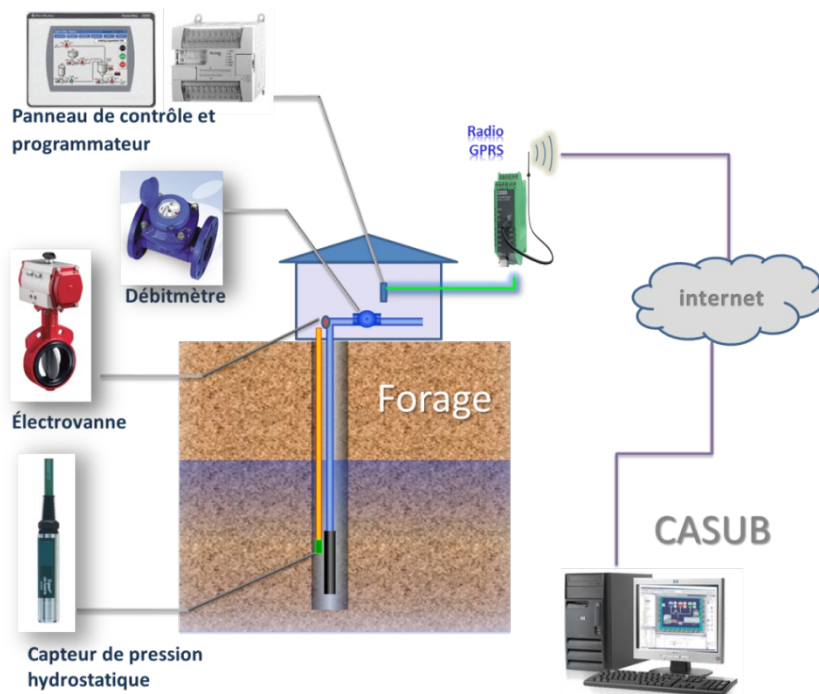 Panneau de contrôle et
programmateur
Radio
GPRS
Débitmètre
internet
Forage
Électrovanne
CASUB
Capteur de pression
hydrostatique